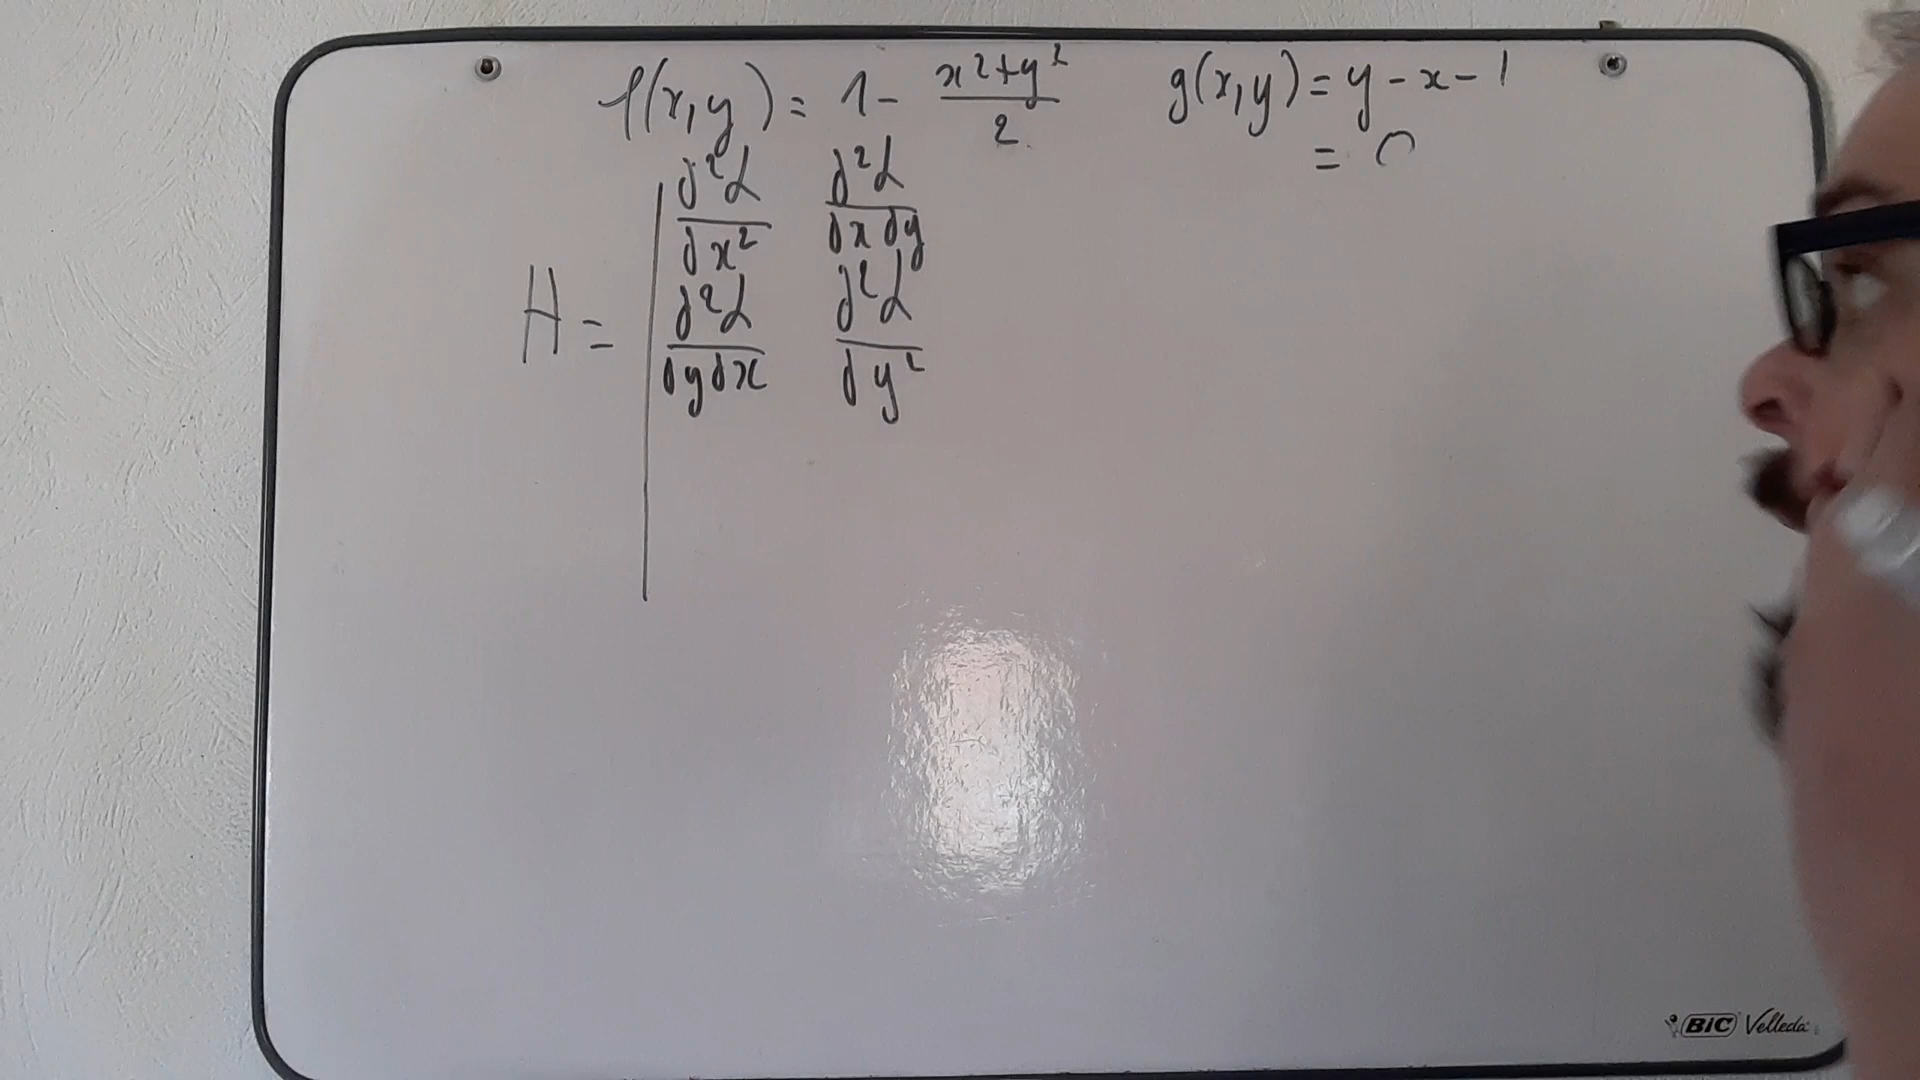 f(x,y) = 1 - (x²+y²)/2   g(x,y) = y - x - 1
= 0
H = | ∂²L/∂x²   ∂²L/∂x∂y
∂²L/∂y∂x   ∂²L/∂y²
BIC Velleda